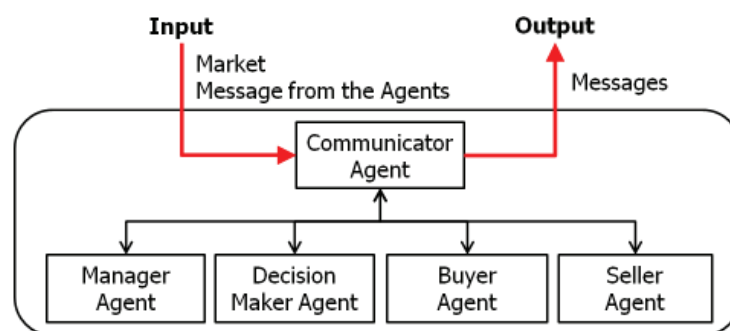 Input
Output
Market
Message from the Agents
Messages
Communicator
Agent
Manager
Agent
Decision
Maker Agent
Buyer
Agent
Seller
Agent